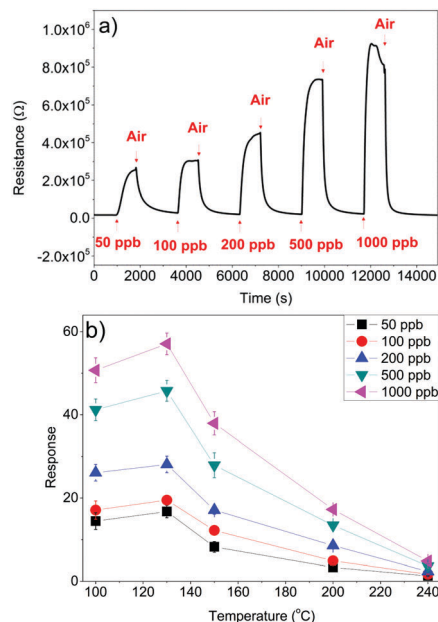 a)
Air
Air
Air
Air
Air
1.0x10⁶
8.0x10⁵
6.0x10⁵
4.0x10⁵
2.0x10⁵
0.0
-2.0x10⁵
Resistance (Ω)
50 ppb
100 ppb
200 ppb
500 ppb
1000 ppb
0 2000 4000 6000 8000 10000 12000 14000
Time (s)
b)
50 ppb
100 ppb
200 ppb
500 ppb
1000 ppb
60
40
20
0
Response
100 120 140 160 180 200 220 240
Temperature (°C)